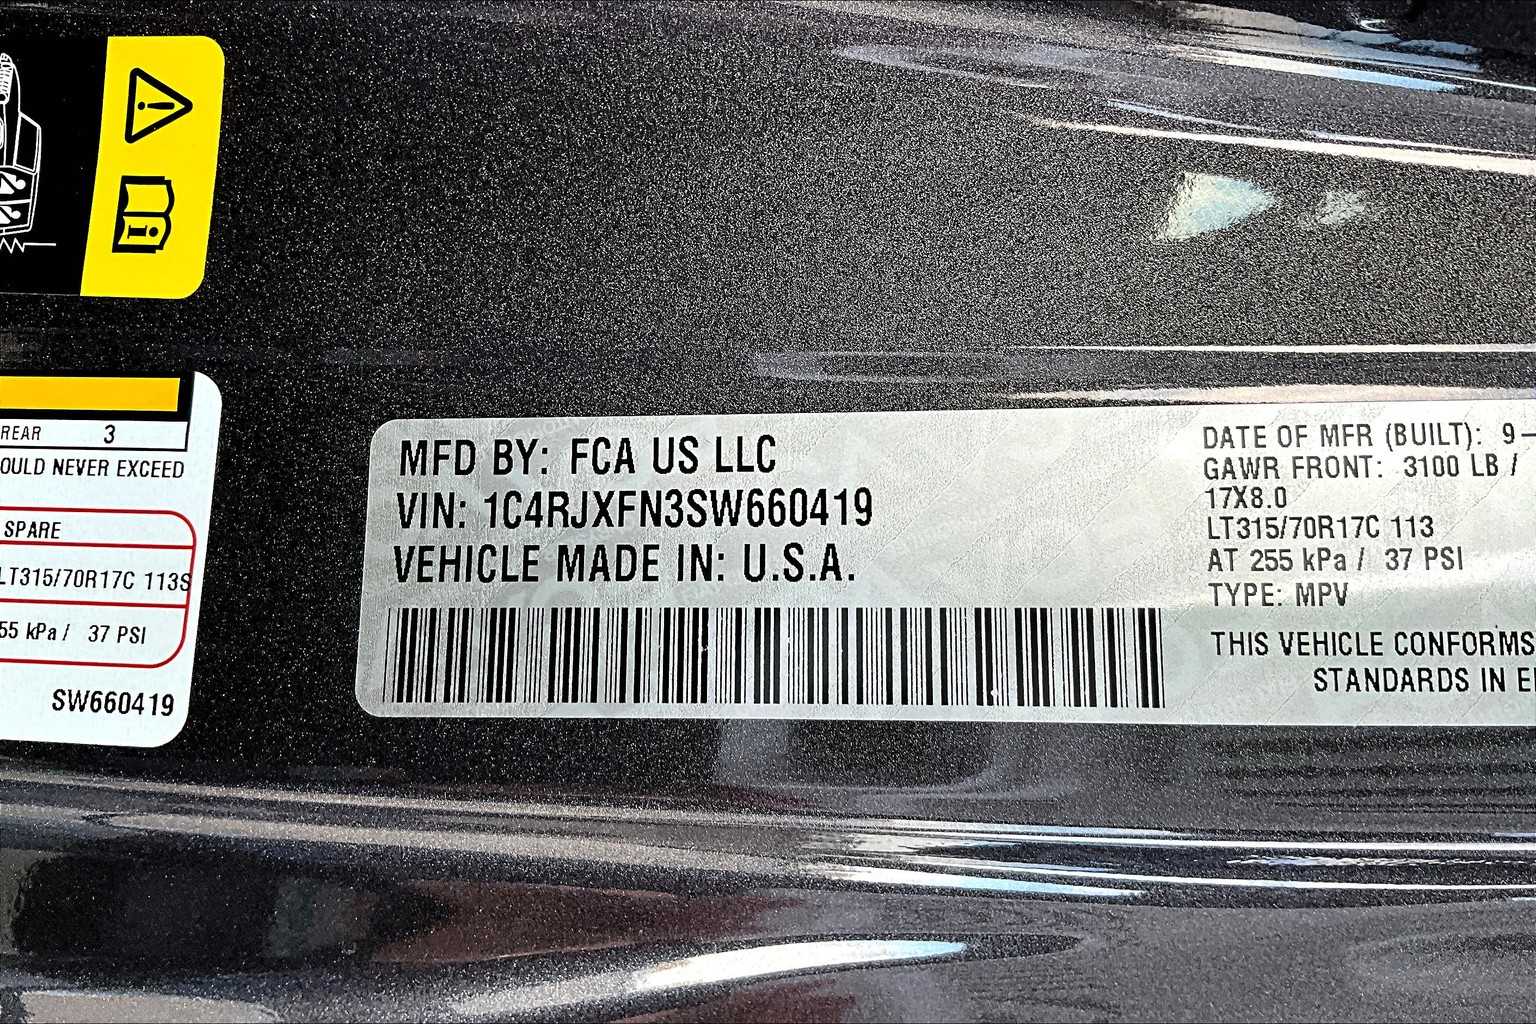 REAR 3
OULD NEVER EXCEED
SPARE
LT315/70R17C 113S
55 kPa / 37 PSI
SW660419
MFD BY: FCA US LLC
VIN: 1C4RJXFN3SW660419
VEHICLE MADE IN: U.S.A.
DATE OF MFR (BUILT): 9-
GAWR FRONT: 3100 LB /
17X8.0
LT315/70R17C 113
AT 255 kPa / 37 PSI
TYPE: MPV
THIS VEHICLE CONFORMS
STANDARDS IN E